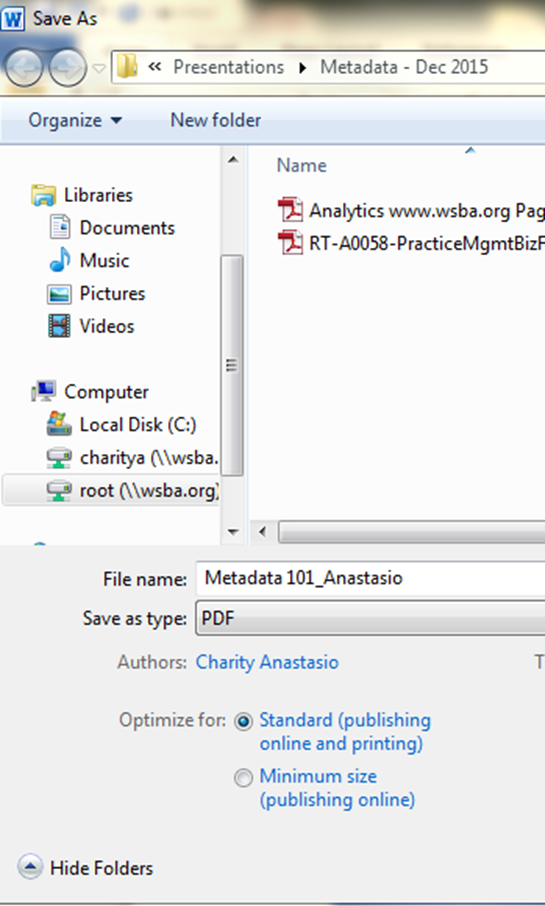 Save As
« Presentations Metadata - Dec 2015
Organize New folder
Name
Libraries
Documents
Music
Pictures
Videos
Computer
Local Disk (C:)
charitya (\\wsba.
root (\\wsba.org)
Analytics www.wsba.org Pag
RT-A0058-PracticeMgmtBizF
File name: Metadata 101_Anastasio
Save as type: PDF
Authors: Charity Anastasio T
Optimize for: Standard (publishing
online and printing)
Minimum size
(publishing online)
Hide Folders